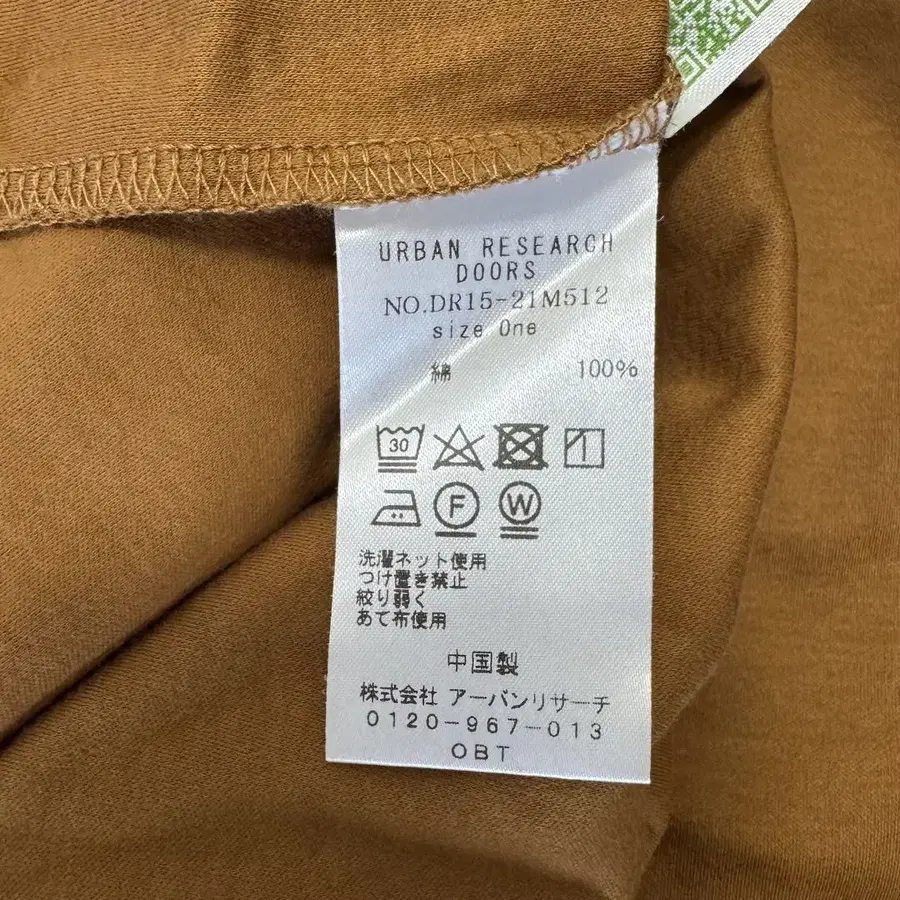 URBAN RESEARCH
DOORS
NO.DR15-21M512
size One
綿 100%
30
F W
洗濯ネット使用
つけ置き禁止
絞り弱く
あて布使用
中国製
株式会社 アーバンリサーチ
0120-967-013
OBT